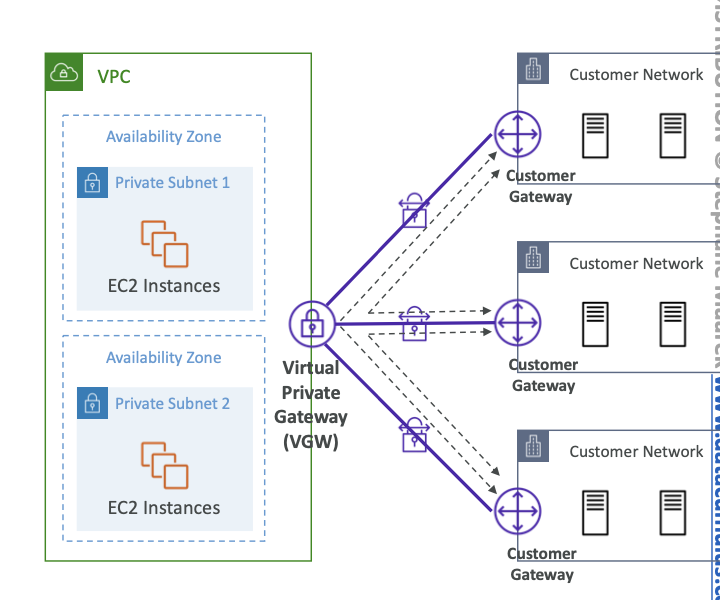 VPC
Availability Zone
Private Subnet 1
EC2 Instances
Availability Zone
Private Subnet 2
EC2 Instances
Virtual
Private
Gateway
(VGW)
Customer Network
Customer
Gateway
Customer Network
Customer
Gateway
Customer Network
Customer
Gateway